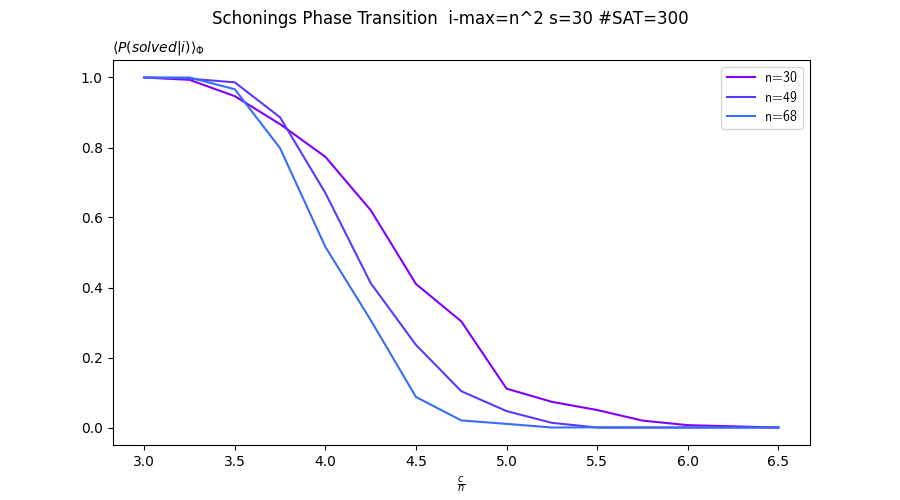 Schonings Phase Transition  i-max=n^2 s=30 #SAT=300
⟨P(solved|i)⟩Φ
n=30
n=49
n=68
1.0
0.8
0.6
0.4
0.2
0.0
3.0 3.5 4.0 4.5 5.0 5.5 6.0 6.5
c/n